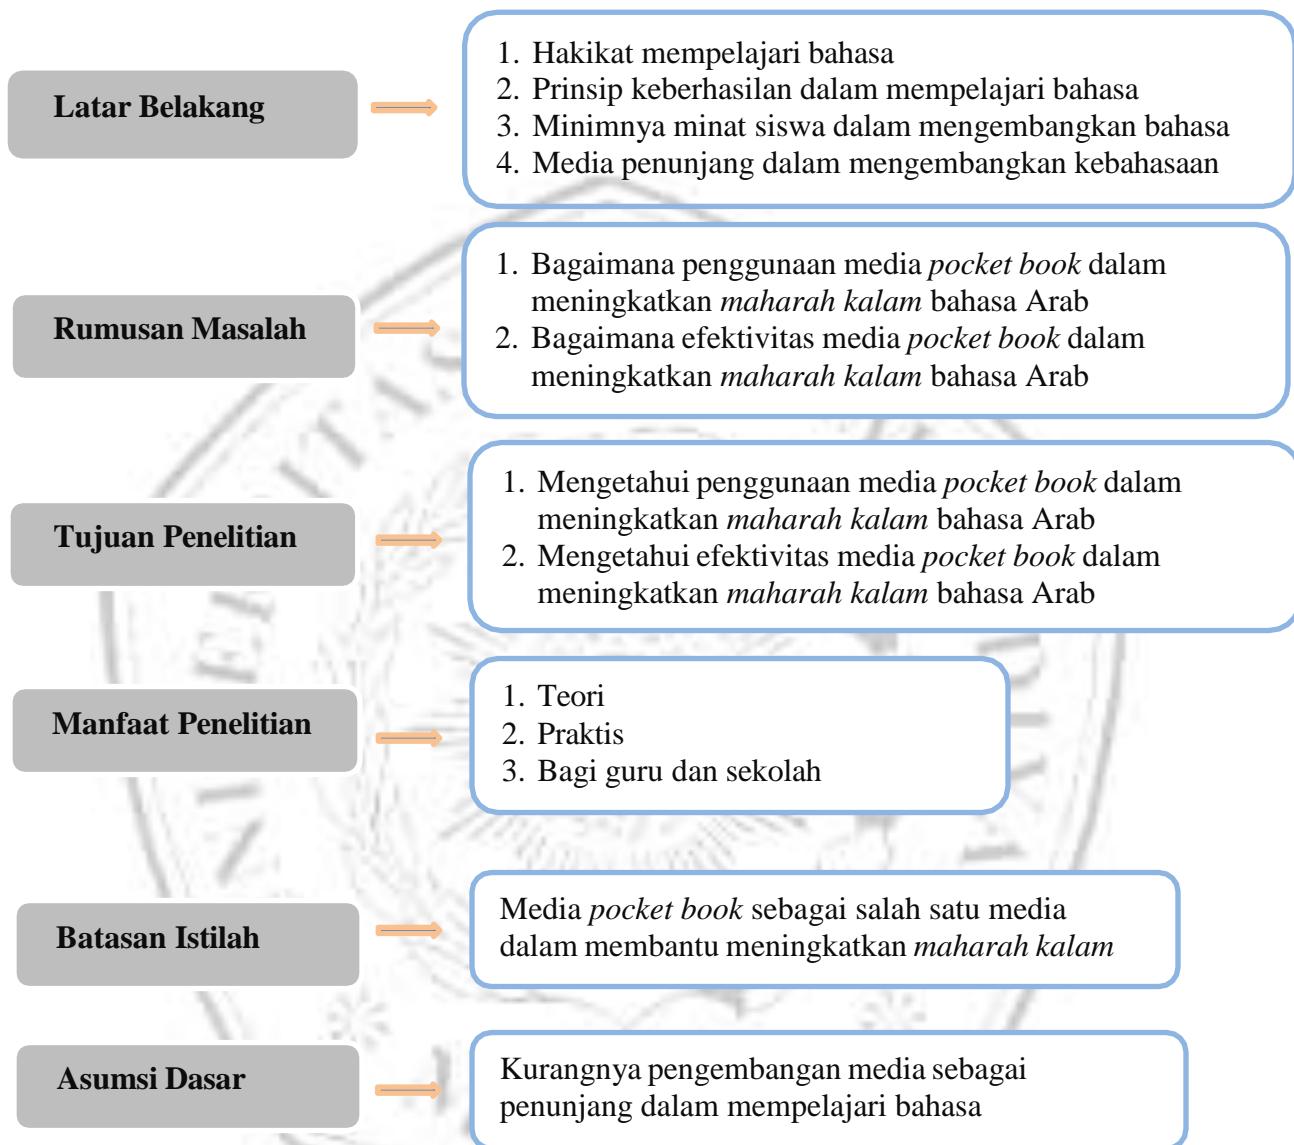 Latar Belakang
1. Hakikat mempelajari bahasa
2. Prinsip keberhasilan dalam mempelajari bahasa
3. Minimnya minat siswa dalam mengembangkan bahasa
4. Media penunjang dalam mengembangkan kebahasaan
Rumusan Masalah
1. Bagaimana penggunaan media pocket book dalam
meningkatkan maharah kalam bahasa Arab
2. Bagaimana efektivitas media pocket book dalam
meningkatkan maharah kalam bahasa Arab
Tujuan Penelitian
1. Mengetahui penggunaan media pocket book dalam
meningkatkan maharah kalam bahasa Arab
2. Mengetahui efektivitas media pocket book dalam
meningkatkan maharah kalam bahasa Arab
Manfaat Penelitian
1. Teori
2. Praktis
3. Bagi guru dan sekolah
Batasan Istilah
Media pocket book sebagai salah satu media
dalam membantu meningkatkan maharah kalam
Asumsi Dasar
Kurangnya pengembangan media sebagai
penunjang dalam mempelajari bahasa